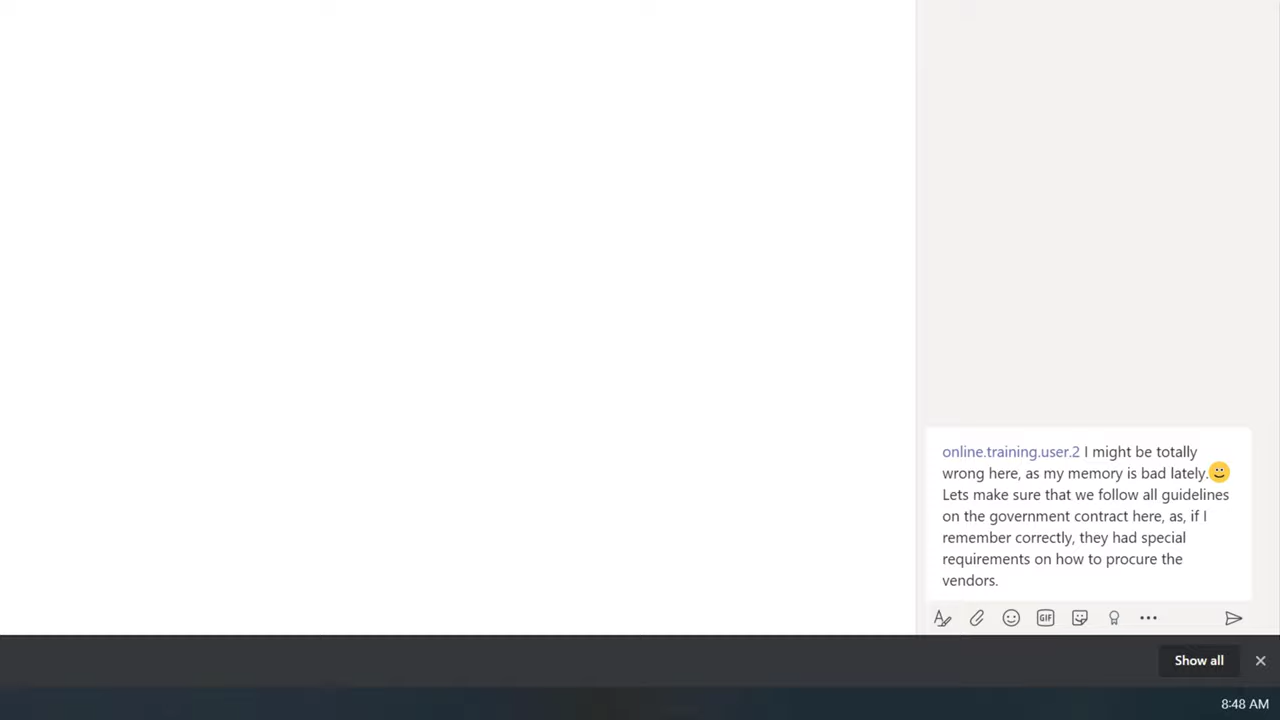 online.training.user.2 I might be totally
wrong here, as my memory is bad lately.
Lets make sure that we follow all guidelines
on the government contract here, as, if I
remember correctly, they had special
requirements on how to procure the
vendors.
GIF
Show all
8:48 AM